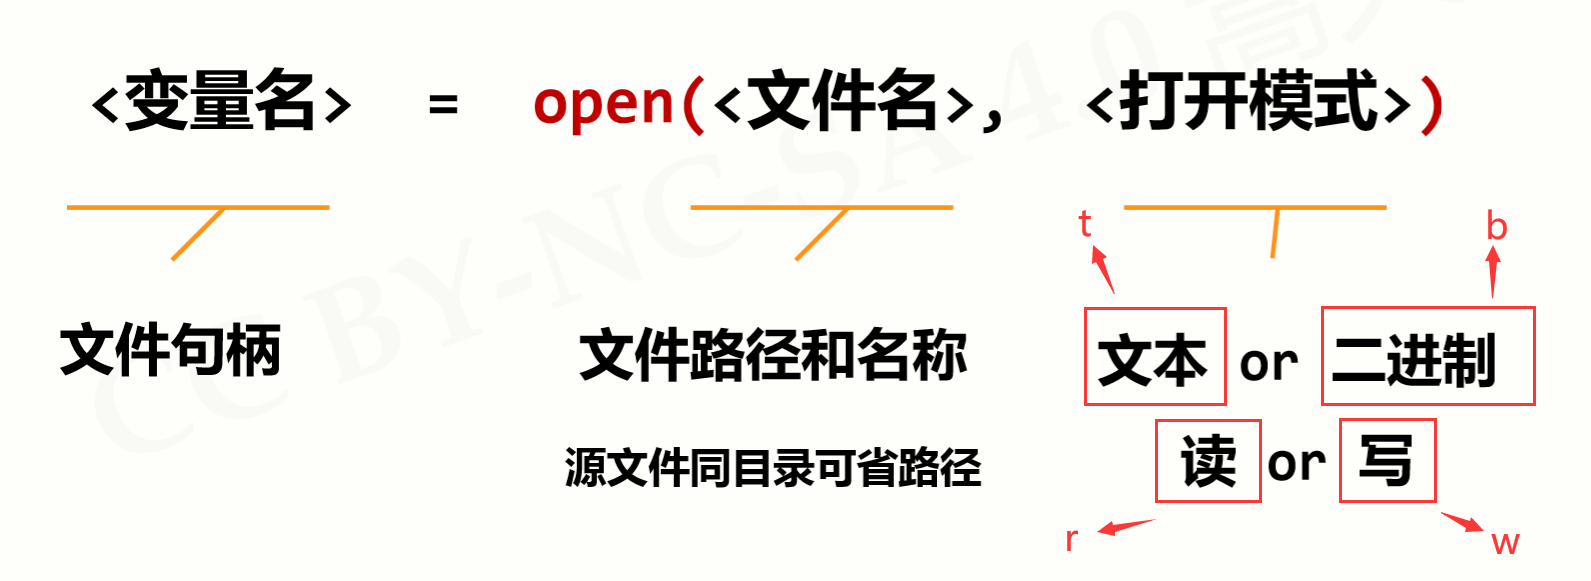 <变量名> = open(<文件名>, <打开模式>)
t b
文件句柄 文件路径和名称 文本 or 二进制
源文件同目录可省路径 读 or 写
r w
CC BY-NC-SA 4.0 嵩天